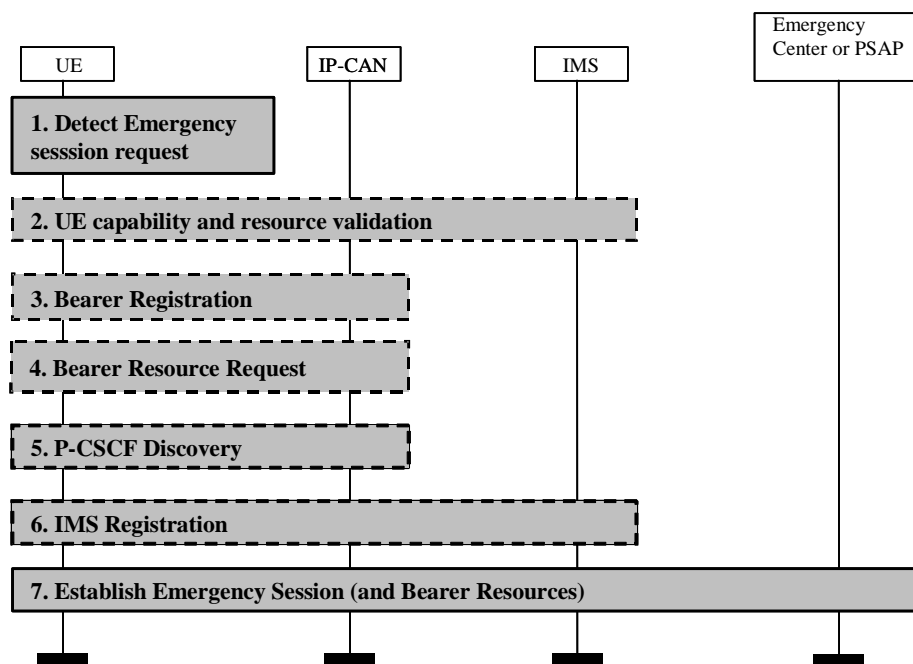 Emergency
Center or PSAP
UE
IP-CAN
IMS
1. Detect Emergency
sesssion request
2. UE capability and resource validation
3. Bearer Registration
4. Bearer Resource Request
5. P-CSCF Discovery
6. IMS Registration
7. Establish Emergency Session (and Bearer Resources)